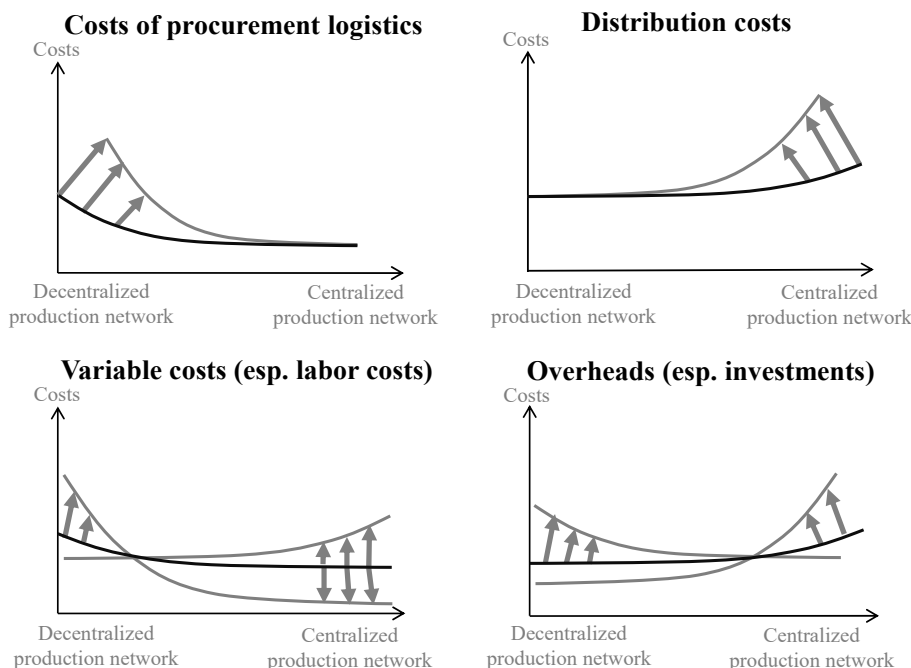 Costs of procurement logistics
Costs
Decentralized
production network
Centralized
production network
Distribution costs
Costs
Decentralized
production network
Centralized
production network
Variable costs (esp. labor costs)
Costs
Decentralized
production network
Centralized
production network
Overheads (esp. investments)
Costs
Decentralized
production network
Centralized
production network